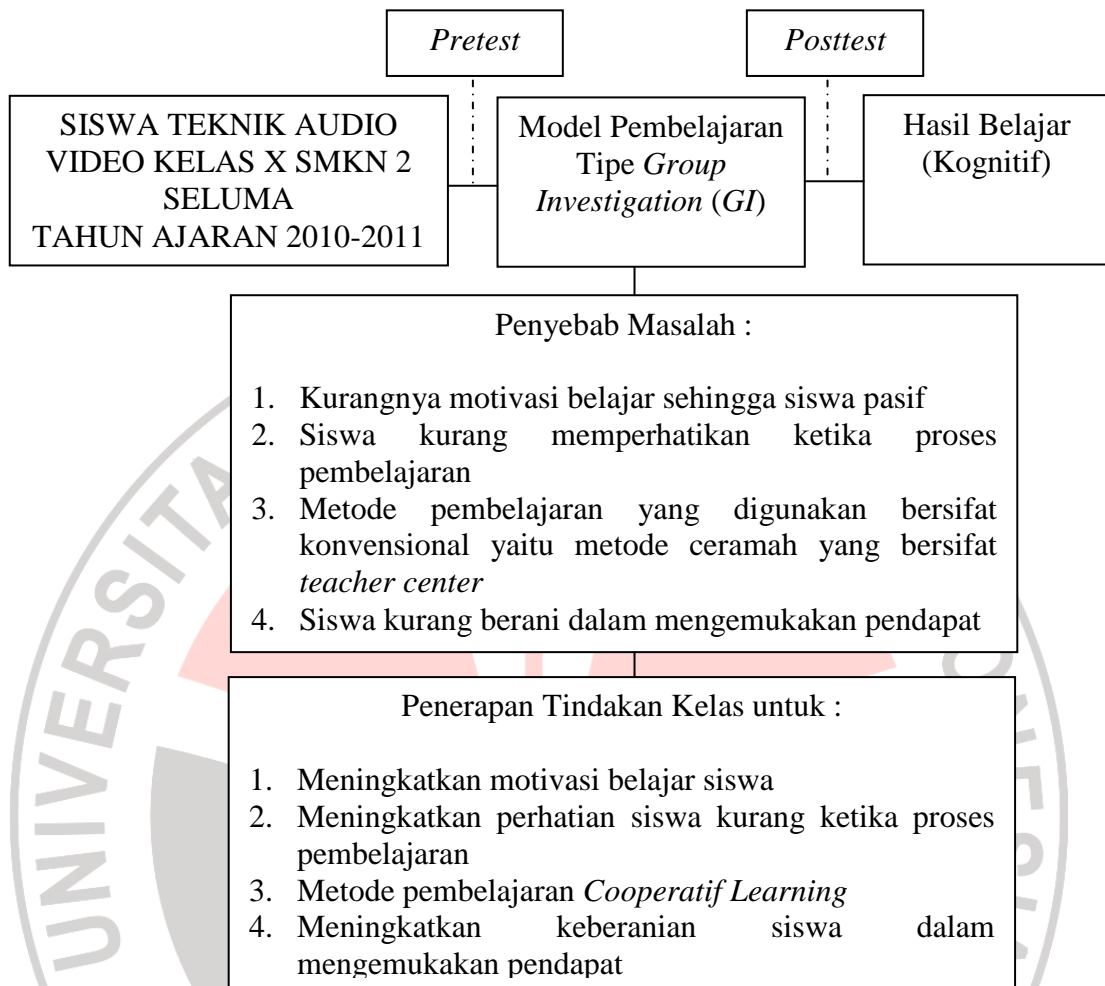 Pretest
Posttest
SISWA TEKNIK AUDIO
VIDEO KELAS X SMKN 2
SELUMA
TAHUN AJARAN 2010-2011
Model Pembelajaran
Tipe Group
Investigation (GI)
Hasil Belajar
(Kognitif)
Penyebab Masalah :
1. Kurangnya motivasi belajar sehingga siswa pasif
2. Siswa kurang memperhatikan ketika proses
pembelajaran
3. Metode pembelajaran yang digunakan bersifat
konvensional yaitu metode ceramah yang bersifat
teacher center
4. Siswa kurang berani dalam mengemukakan pendapat
Penerapan Tindakan Kelas untuk :
1. Meningkatkan motivasi belajar siswa
2. Meningkatkan perhatian siswa kurang ketika proses
pembelajaran
3. Metode pembelajaran Cooperatif Learning
4. Meningkatkan keberanian siswa dalam
mengemukakan pendapat